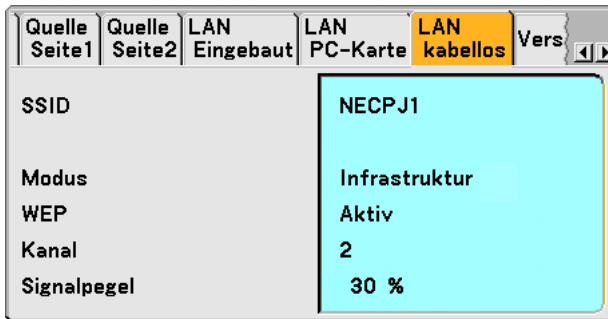 Quelle Seite1
Quelle Seite2
LAN Eingebaut
LAN PC-Karte
LAN kabellos
Vers
SSID NECPJ1
Modus Infrastruktur
WEP Aktiv
Kanal 2
Signalpegel 30 %